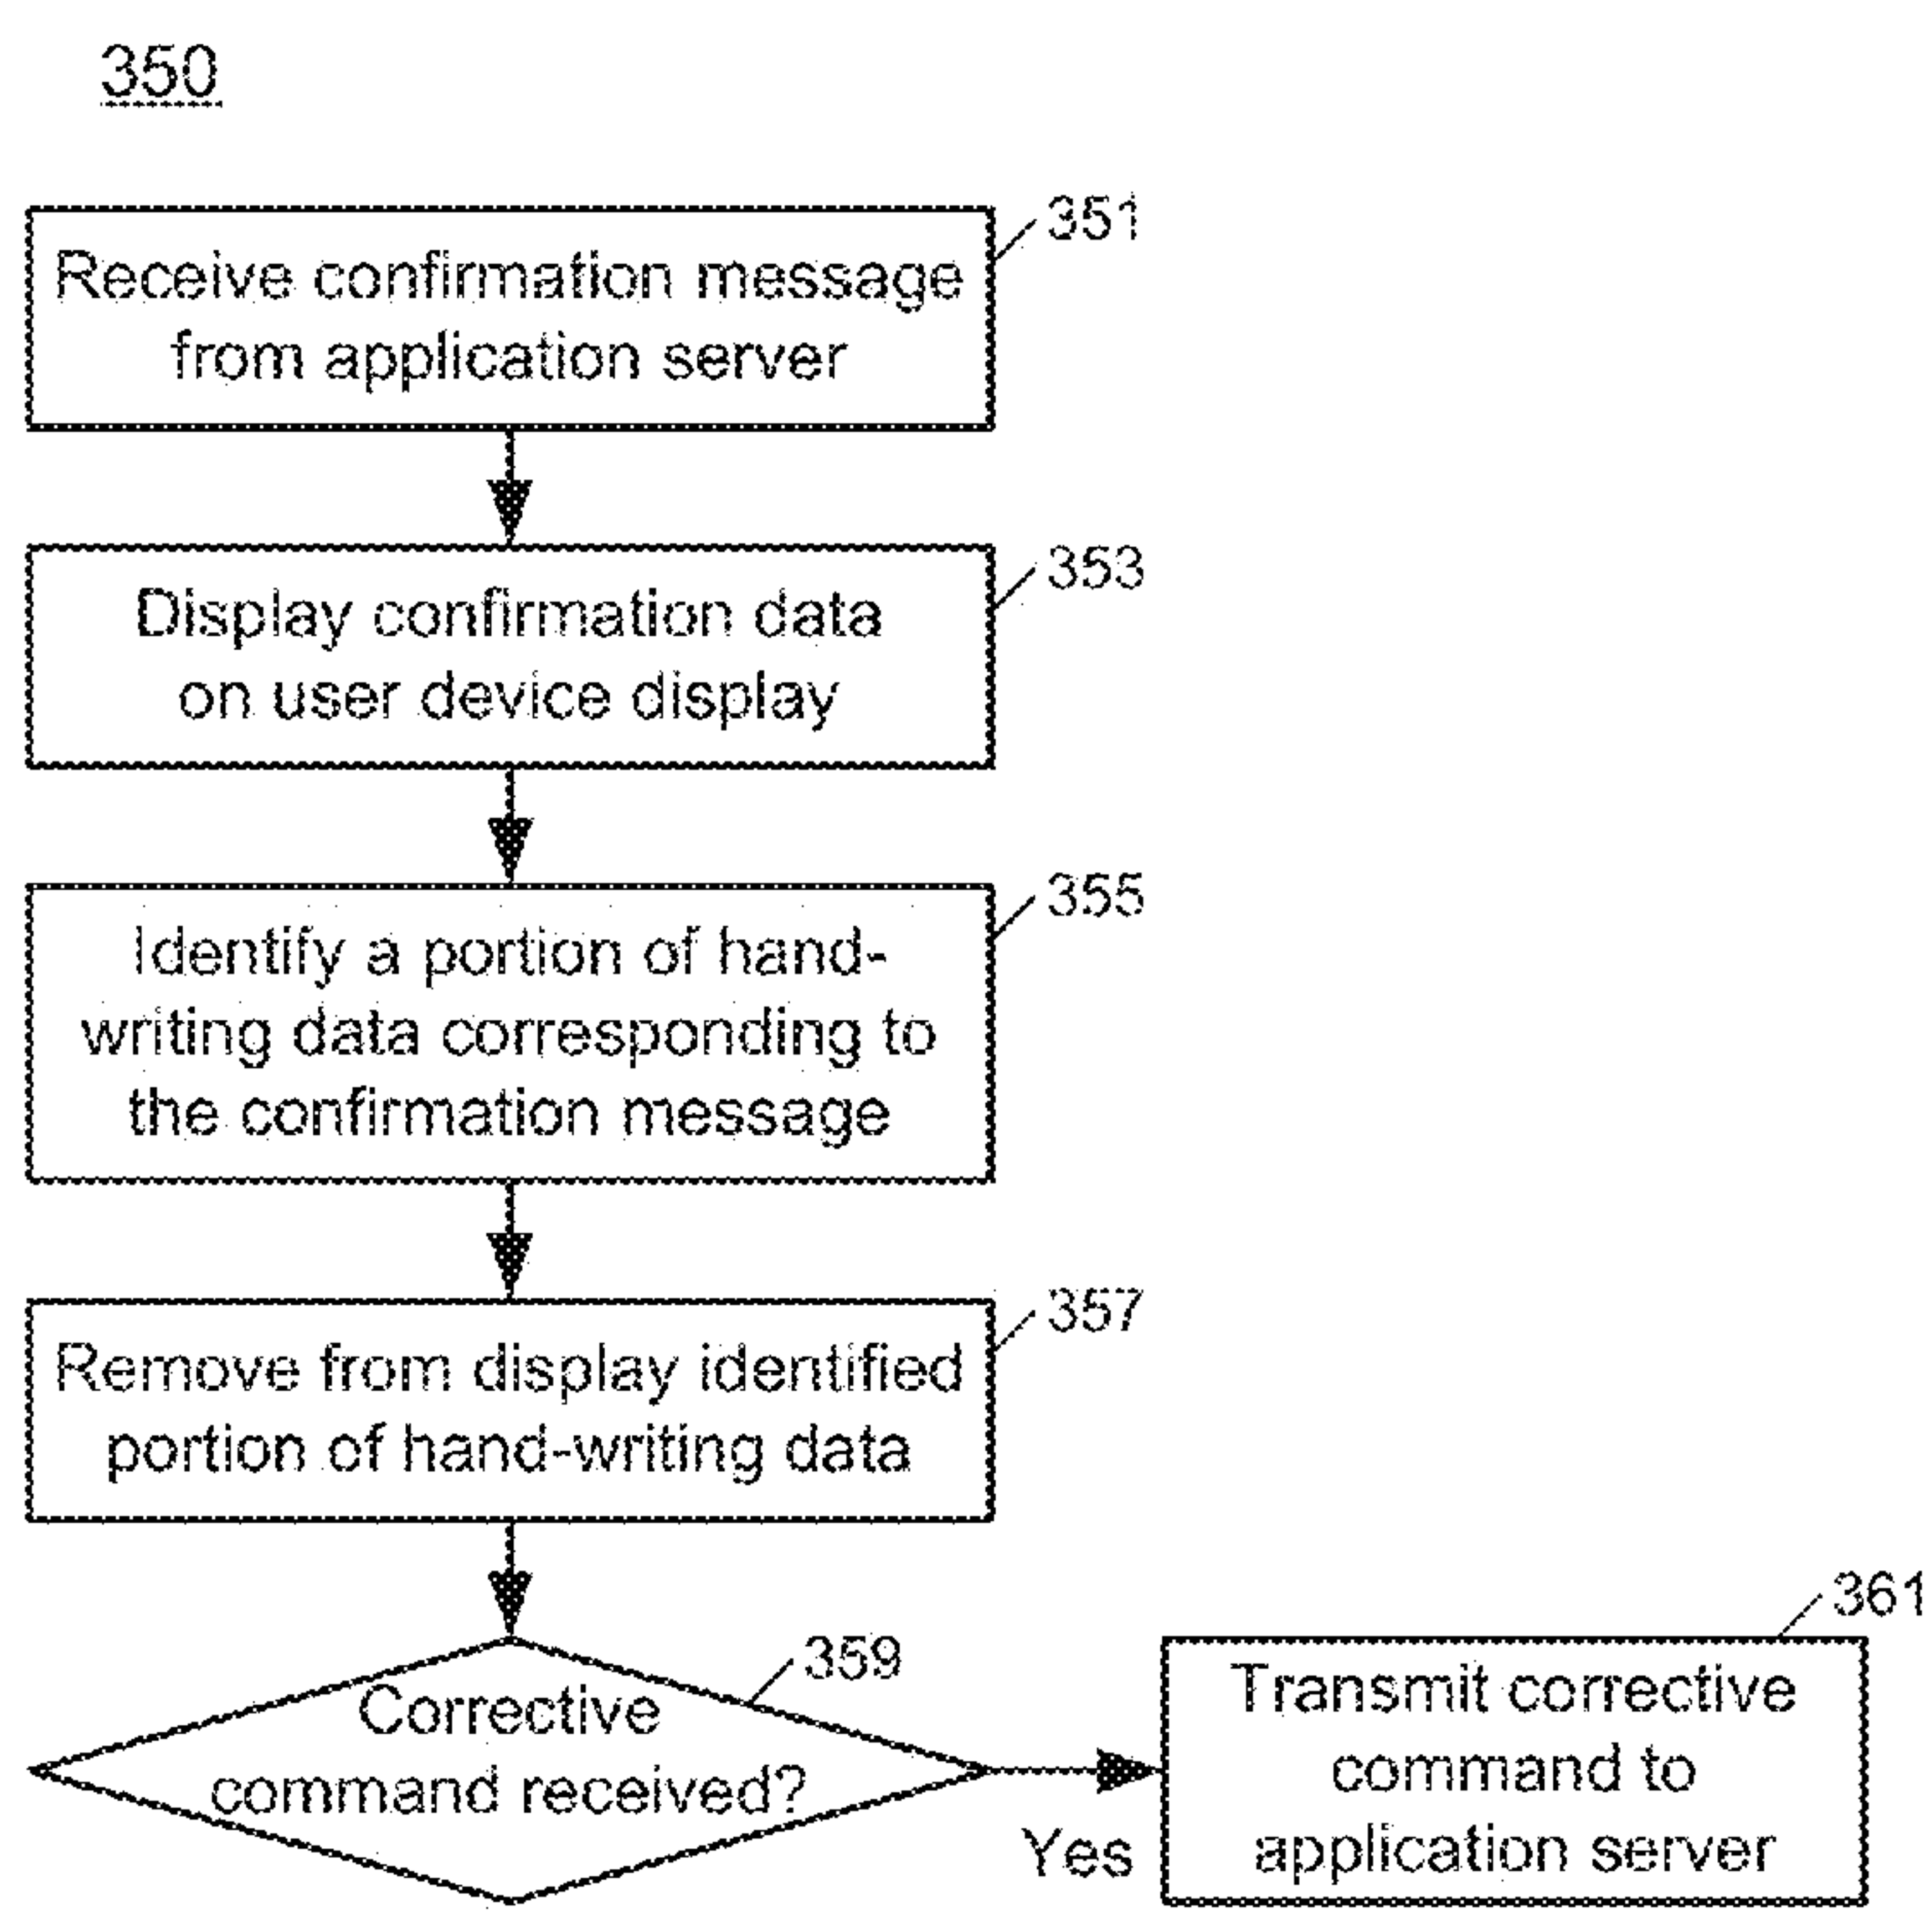 350
351
Receive confirmation message
from application server
353
Display confirmation data
on user device display
355
Identify a portion of hand-
writing data corresponding to
the confirmation message
357
Remove from display identified
portion of hand-writing data
359
Corrective
command received?
Yes
361
Transmit corrective
command to
application server